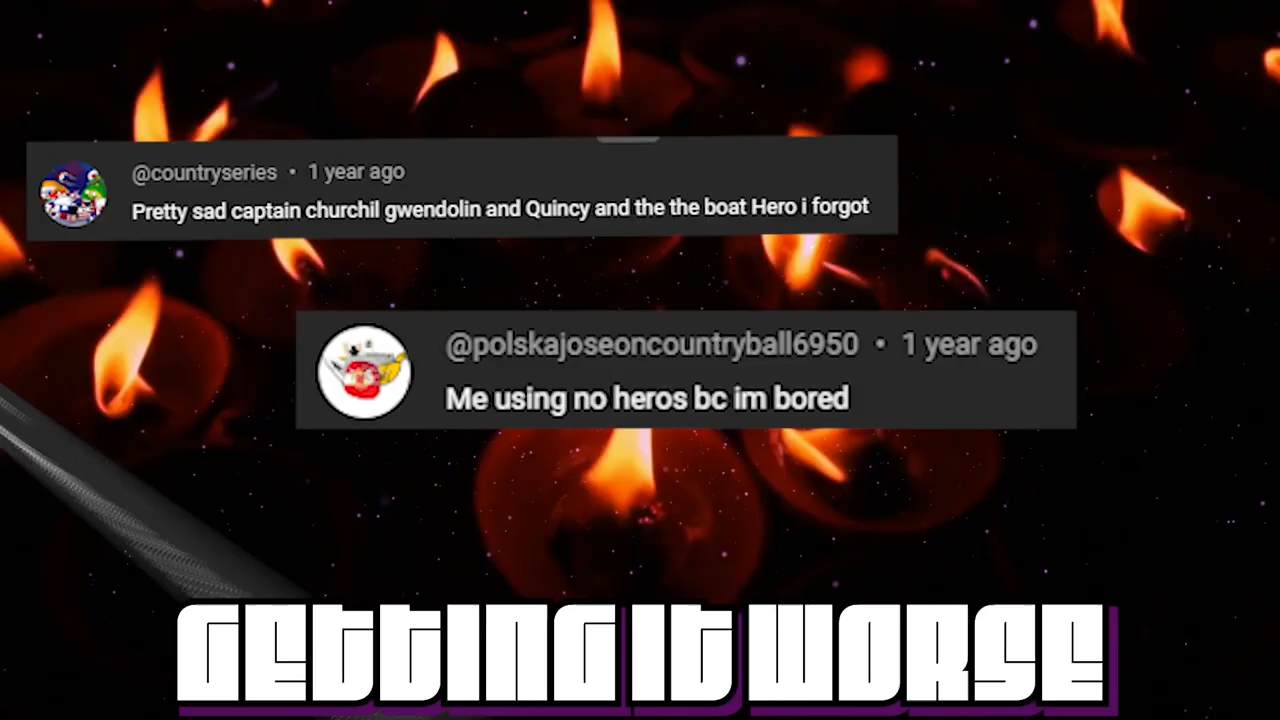 @countryseries • 1 year ago
Pretty sad captain churchil gwendolin and Quincy and the the boat Hero i forgot
@polskajoseoncountryball6950 • 1 year ago
Me using no heros bc im bored
GETTING IT WORSE